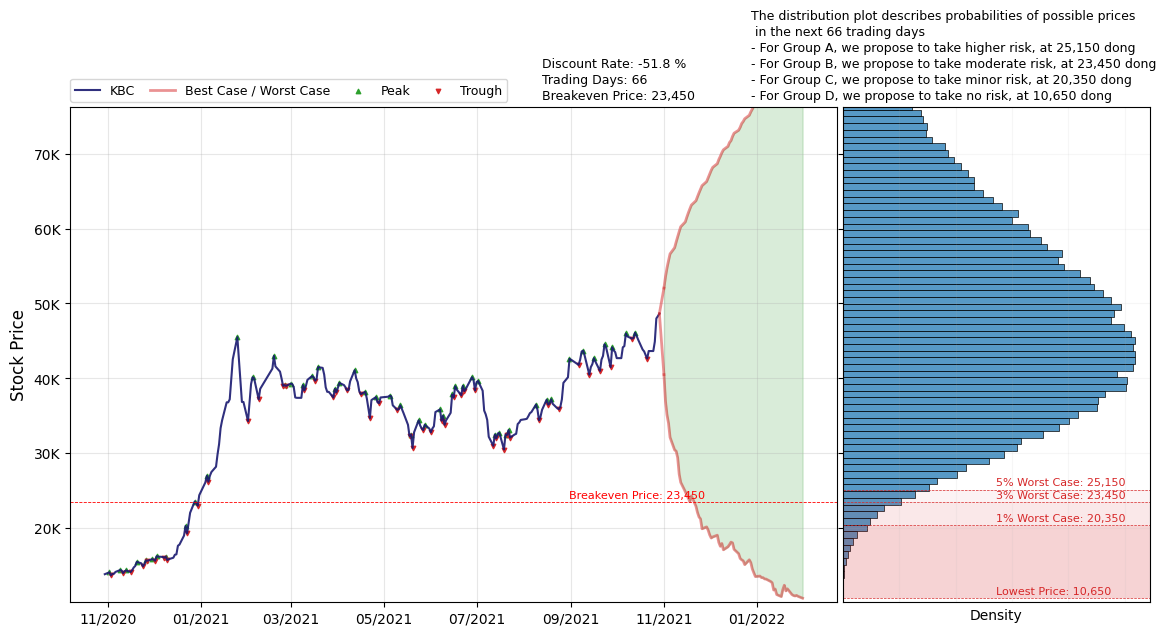 The distribution plot describes probabilities of possible prices
in the next 66 trading days
- For Group A, we propose to take higher risk, at 25,150 dong
- For Group B, we propose to take moderate risk, at 23,450 dong
- For Group C, we propose to take minor risk, at 20,350 dong
- For Group D, we propose to take no risk, at 10,650 dong
Discount Rate: -51.8 %
Trading Days: 66
Breakeven Price: 23,450
KBC Best Case / Worst Case Peak Trough
Stock Price
70K
60K
50K
40K
30K
20K
Breakeven Price: 23,450
5% Worst Case: 25,150
3% Worst Case: 23,450
1% Worst Case: 20,350
Lowest Price: 10,650
11/2020 01/2021 03/2021 05/2021 07/2021 09/2021 11/2021 01/2022
Density